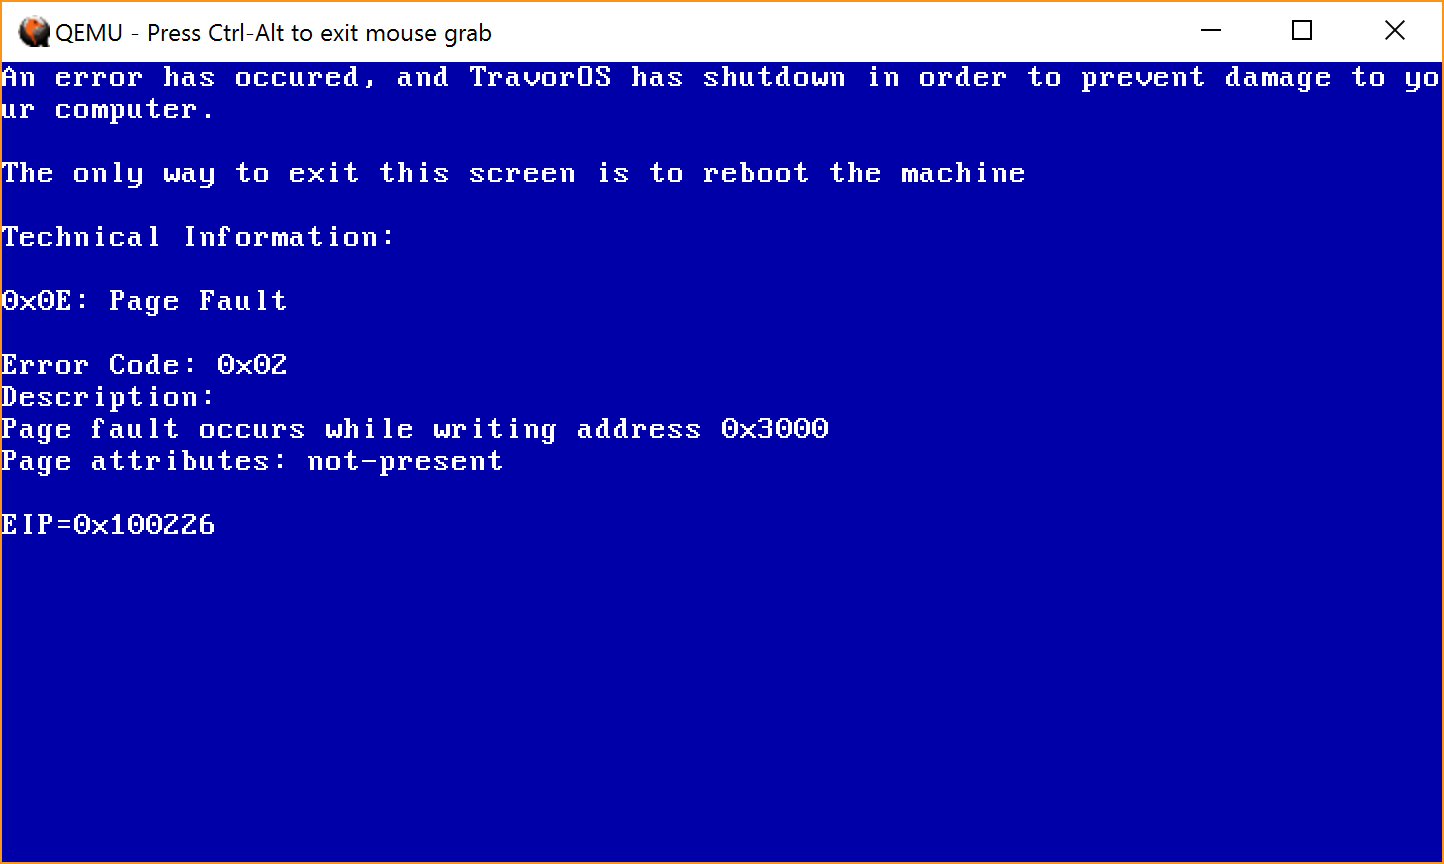 QEMU - Press Ctrl-Alt to exit mouse grab
An error has occured, and TravorOS has shutdown in order to prevent damage to yo
ur computer.
The only way to exit this screen is to reboot the machine
Technical Information:
0x0E: Page Fault
Error Code: 0x02
Description:
Page fault occurs while writing address 0x3000
Page attributes: not-present
EIP=0x100226